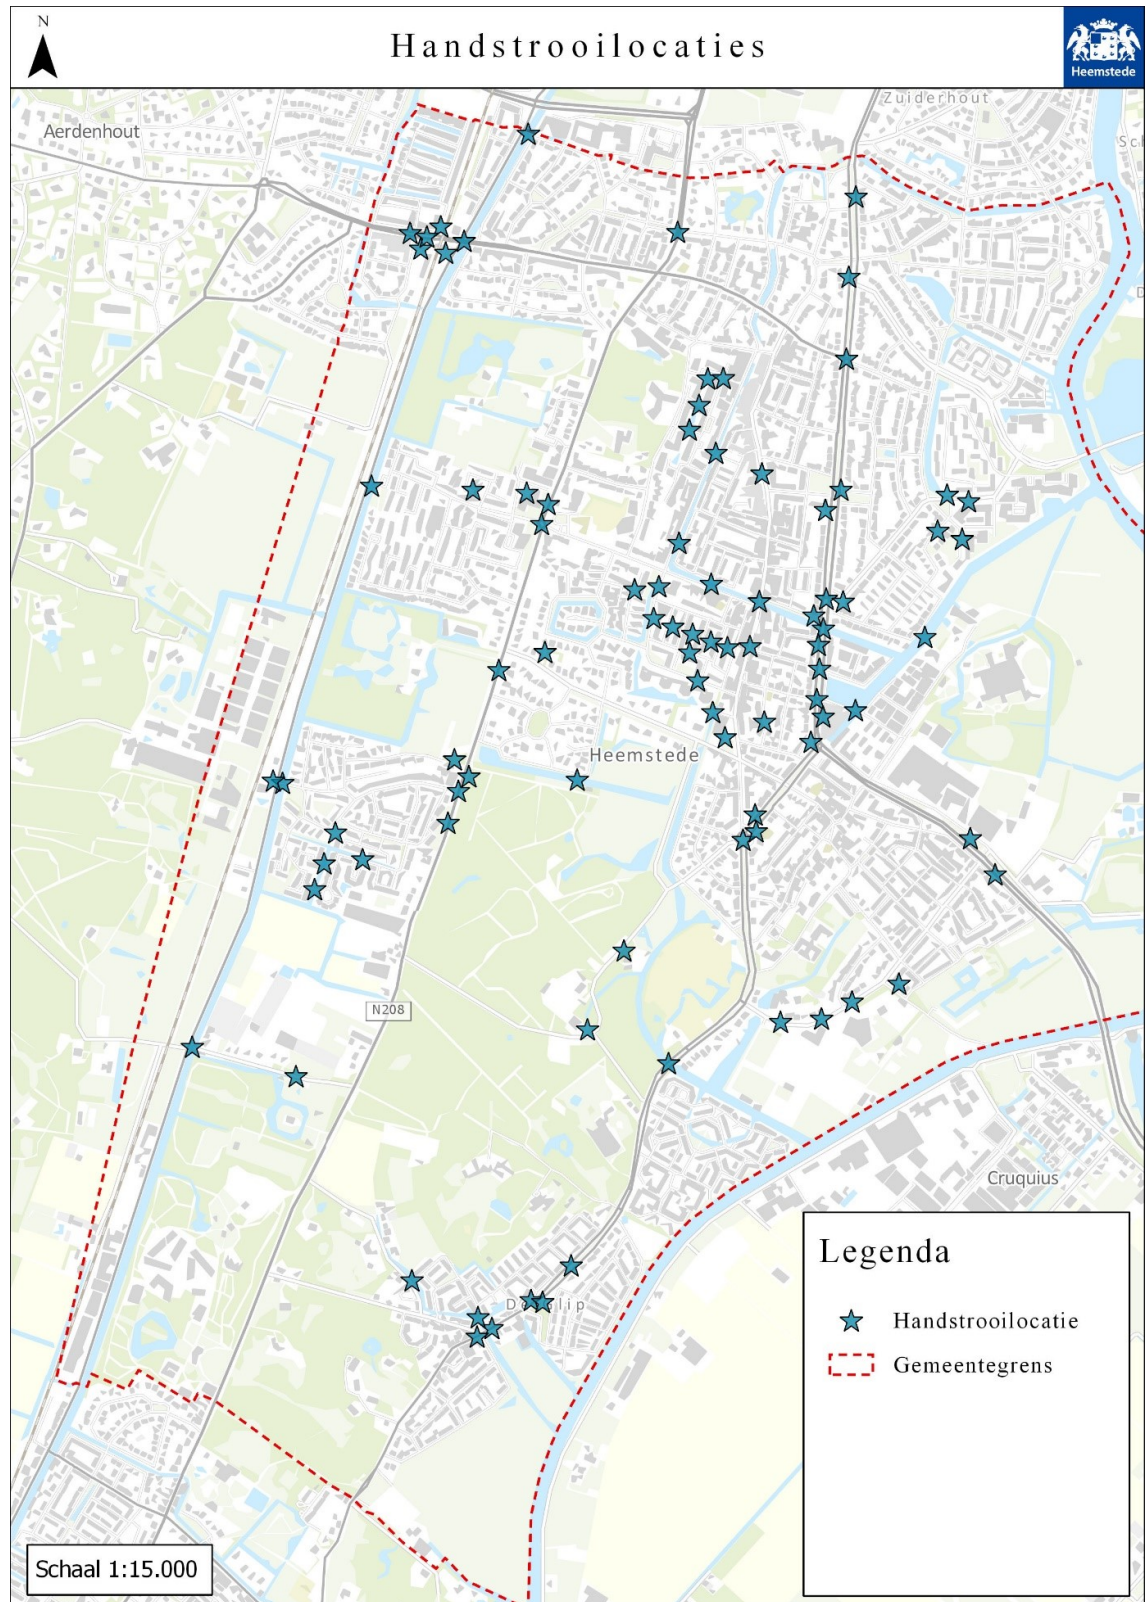 N
Handstrooilocaties
Heemstede
Zuiderhout
Aerdenhout
Heemstede
N208
Cruquius
Legenda
Handstrooilocatie
Gemeentegrens
Schaal 1:15.000